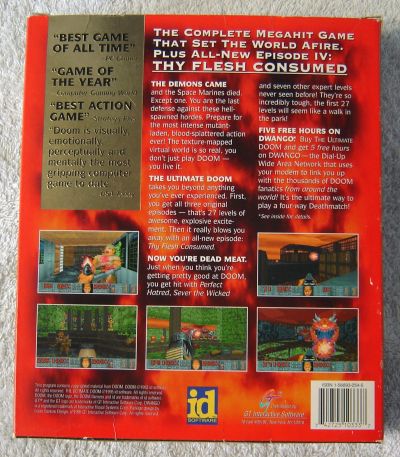 "BEST GAME
OF ALL TIME"
"GAME OF
THE YEAR"
Computer Gaming World
"BEST ACTION
GAME"
"Doom is visually,
emotionally,
perceptually and
mentally the most
gripping computer
game to date."
THE COMPLETE MEGAHIT GAME
THAT SET THE WORLD AFIRE.
PLUS ALL-NEW EPISODE IV:
THY FLESH CONSUMED
THE DEMONS CAME
and the Space Marines died.
Except one. You are the last
defense against these hell-
spawned hordes. Prepare
for the most intense mutant-
laden, blood-splattered action
ever! The texture-mapped
virtual world is so real, you
don't just play DOOM —
you live it.
THE ULTIMATE DOOM
takes you beyond anything
you've ever experienced. First,
you get all three original
episodes — that's 27 levels of
awesome, explosive excite-
ment. Then it really blows you
away with an all-new episode:
Thy Flesh Consumed.
NOW YOU'RE DEAD MEAT.
Just when you think you're
getting pretty good at DOOM,
you get hit with Perfect
Hatred, Sever the Wicked
and seven other expert levels
never seen before! They're so
incredibly tough, the first 27
levels will seem like a walk
in the park!
FIVE FREE HOURS ON
DWANGO! Buy THE ULTIMATE
DOOM and get 5 free hours
on DWANGO — the Dial-Up
Wide Area Network that uses
your modem to link you up
with the thousands of DOOM
fanatics from around the
world! It's the ultimate way to
play a four-way Deathmatch!
*See inside for details.
id
SOFTWARE
GT Interactive Software